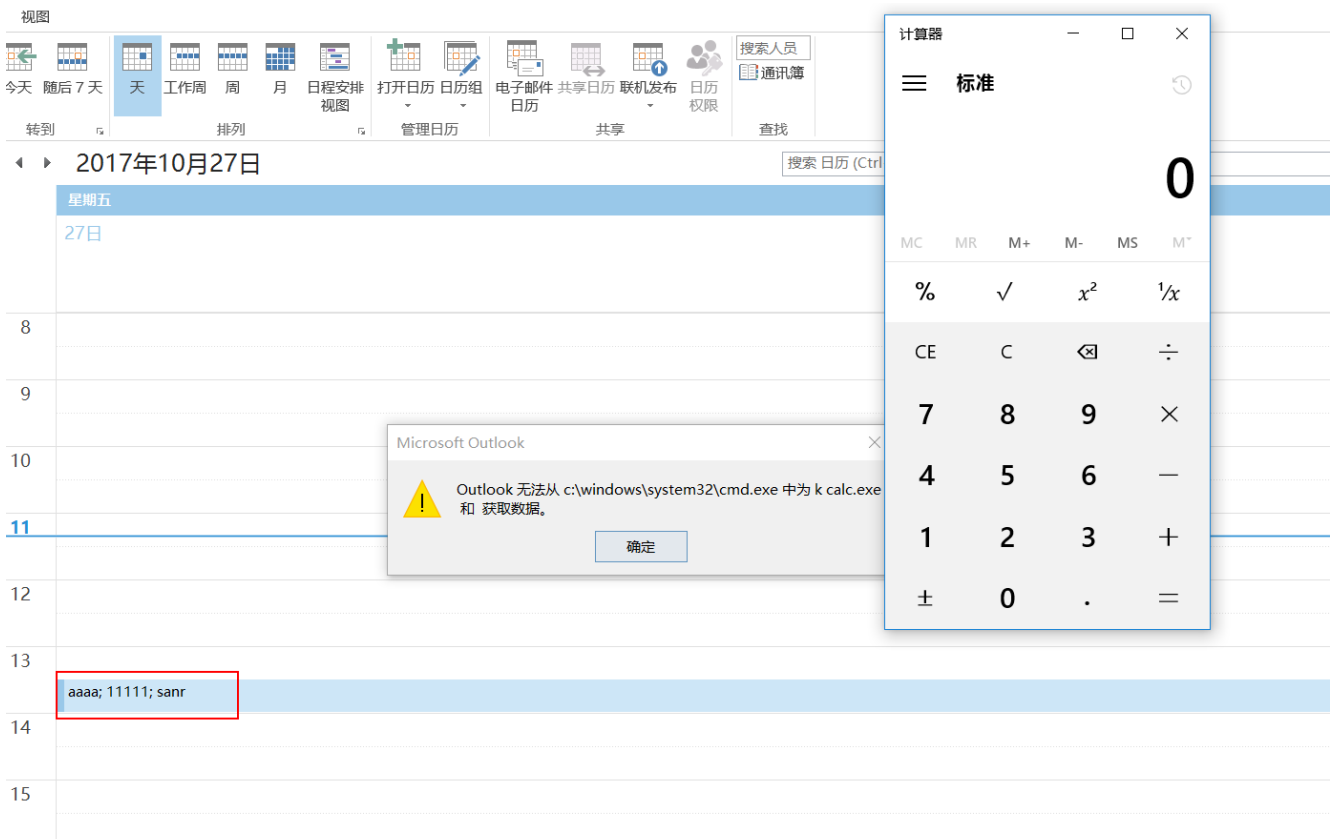 视图
今天
随后 7 天
天
工作周
周
月
日程安排
视图
打开日历
日历组
电子邮件
日历
共享日历
联机发布
日历
权限
搜索人员
通讯簿
转到
排列
管理日历
共享
查找
2017年10月27日
搜索 日历 (Ctrl
星期五
27日
8
9
10
11
12
13
aaaa; 11111; sanr
14
15
Microsoft Outlook
Outlook 无法从 c:\windows\system32\cmd.exe 中为 k calc.exe
和 获取数据。
确定
计算器
标准
0
MC MR M+ M- MS M˅
% √ x² ¹/x
CE C ÷
7 8 9 ×
4 5 6 −
1 2 3 +
± 0 . =